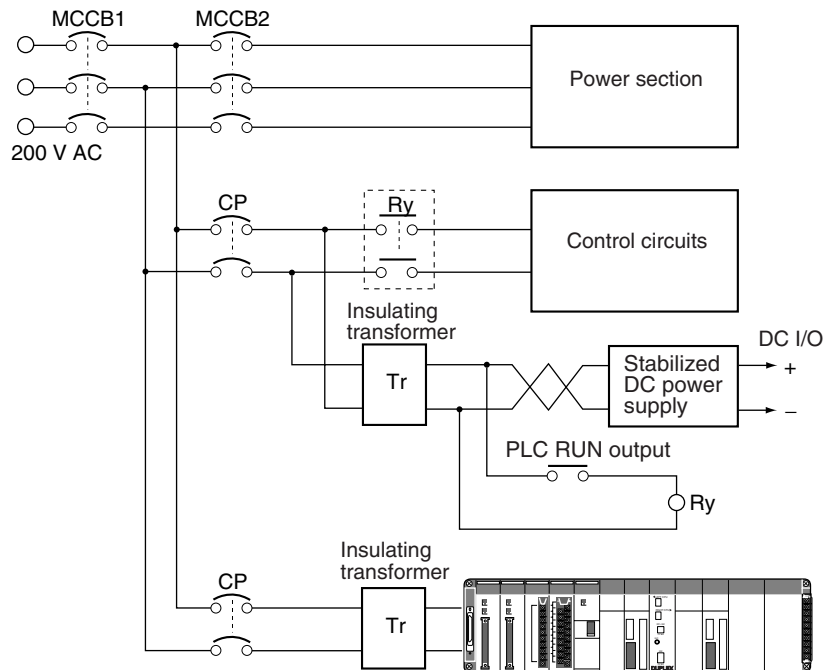 MCCB1
MCCB2
Power section
200 V AC
CP
Ry
Control circuits
Insulating
transformer
DC I/O
Tr
Stabilized
DC power
supply
+
−
PLC RUN output
Ry
Insulating
transformer
CP
Tr
DUPLEX